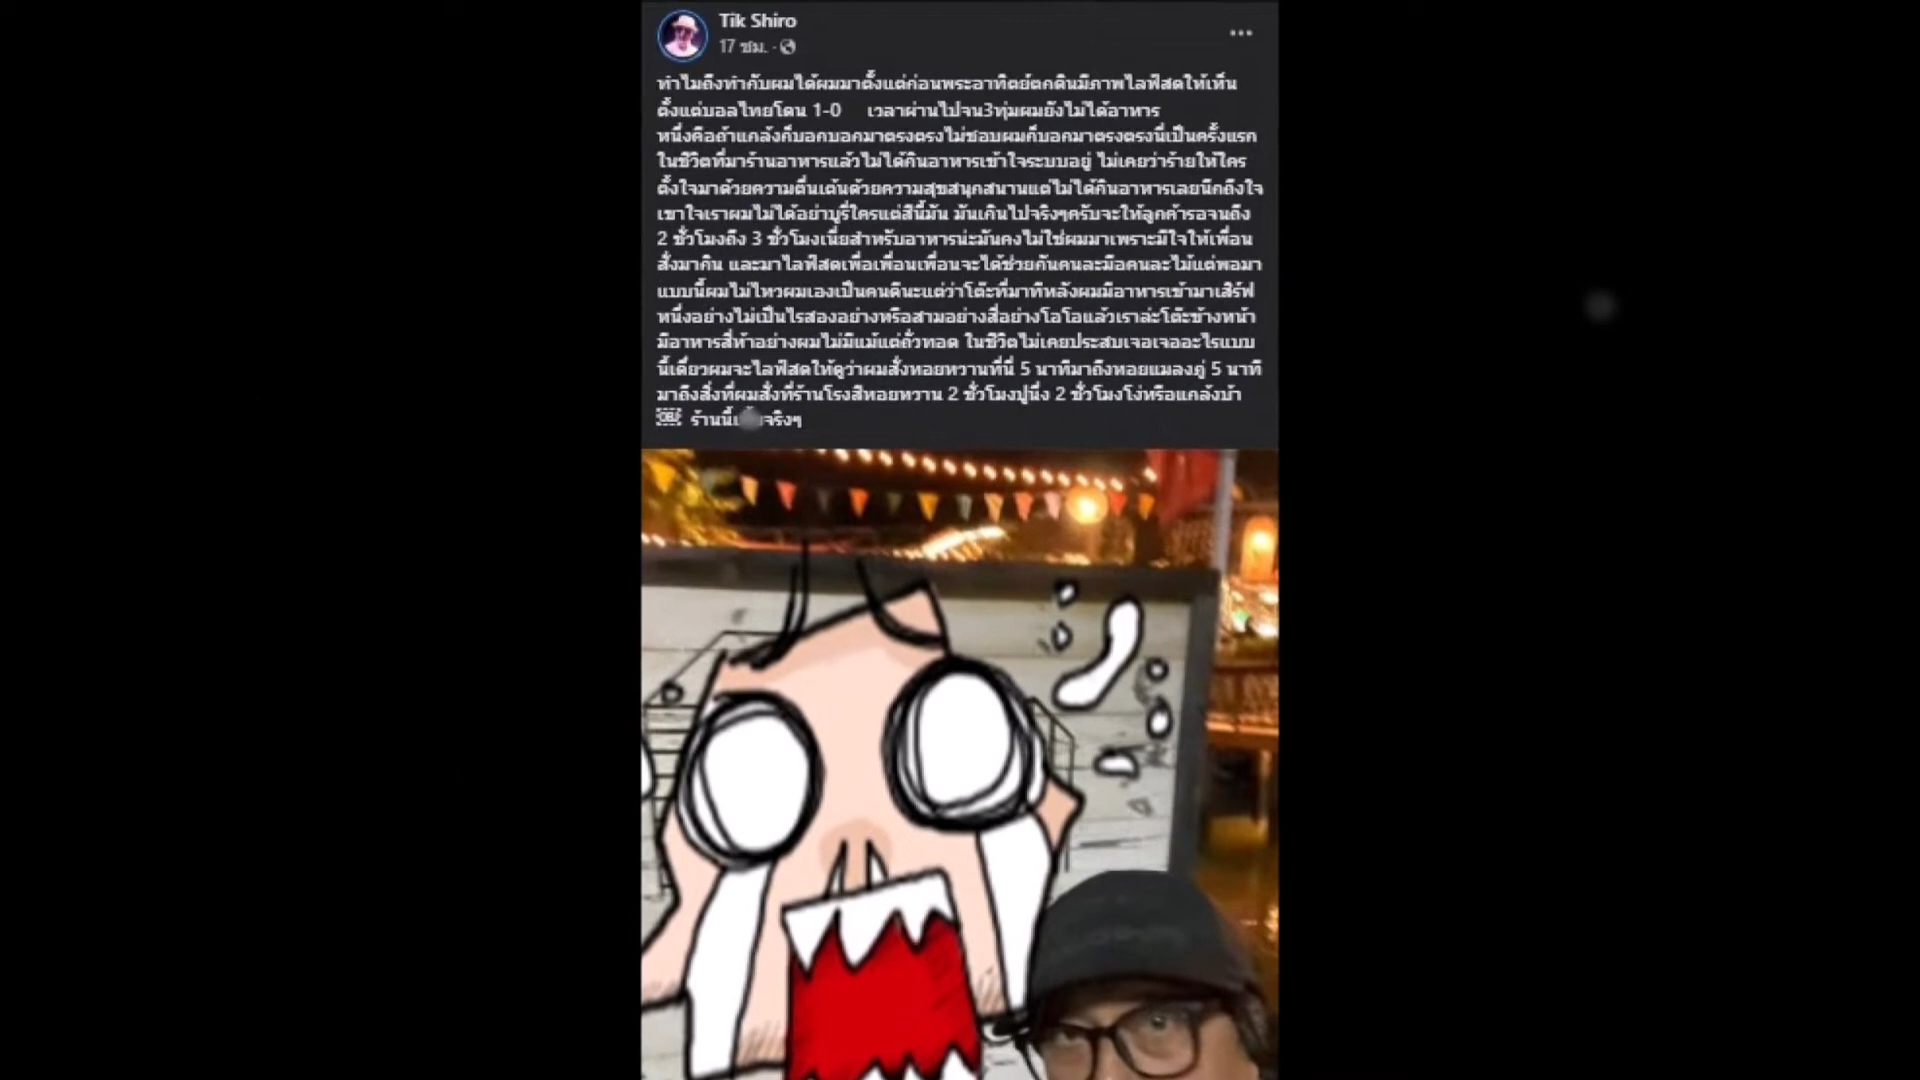 Tik Shiro
17 ชม.
ทำไมถึงทำกับผมได้ผมมาตั้งแต่ก่อนพระอาทิตย์ตกดินมีภาพไลฟ์สดให้เห็น
ตั้งแต่บอลไทยโดน 1-0 เวลาผ่านไปจน3ทุ่มผมยังไม่ได้อาหาร
หนึ่งคือถ้าแกล้งก็บอกบอกมาตรงตรงไม่ชอบผมก็บอกมาตรงตรงนี่เป็นครั้งแรก
ในชีวิตที่มาร้านอาหารแล้วไม่ได้กินอาหารเข้าใจระบบอยู่ ไม่เคยว่าร้ายให้ใคร
ตั้งใจมาด้วยความตื่นเต้นด้วยความสุขสนุกสนานแต่ไม่ได้กินอาหารเลยนึกถึงใจ
เขาใจเราผมไม่ได้อย่าบูรี่ใครแต่สีนี้มัน มันเกินไปจริงๆครับจะให้ลูกค้ารอจนถึง
2 ชั่วโมงถึง 3 ชั่วโมงเนี่ยสำหรับอาหารน่ะมันคงไม่ใช่ผมมาเพราะมีใจให้เพื่อน
สั่งมากิน และมาไลฟ์สดเพื่อเพื่อนเพื่อนจะได้ช่วยกันคนละมือคนละไม้แต่พอมา
แบบนี้ผมไม่ไหวผมเองเป็นคนดีนะแต่ว่าโต๊ะที่มาทีหลังผมมีอาหารเข้ามาเสิร์ฟ
หนึ่งอย่างไม่เป็นไรสองอย่างหรือสามอย่างสี่อย่างโอโอแล้วเราล่ะโต๊ะข้างหน้า
มีอาหารสี่ห้าอย่างผมไม่มีแม้แต่ถั่วทอด ในชีวิตไม่เคยประสบเจอเจออะไรแบบ
นี้เดี๋ยวผมจะไลฟ์สดให้ดูว่าผมสั่งหอยหวานที่นี่ 5 นาทีมาถึงหอยแมลงภู่ 5 นาที
มาถึงสิ่งที่ผมสั่งที่ร้านโรงสีหอยหวาน 2 ชั่วโมงปูนึ่ง 2 ชั่วโมงโง่หรือแกล้งบ้า
OBJ ร้านนี้ จริงๆ